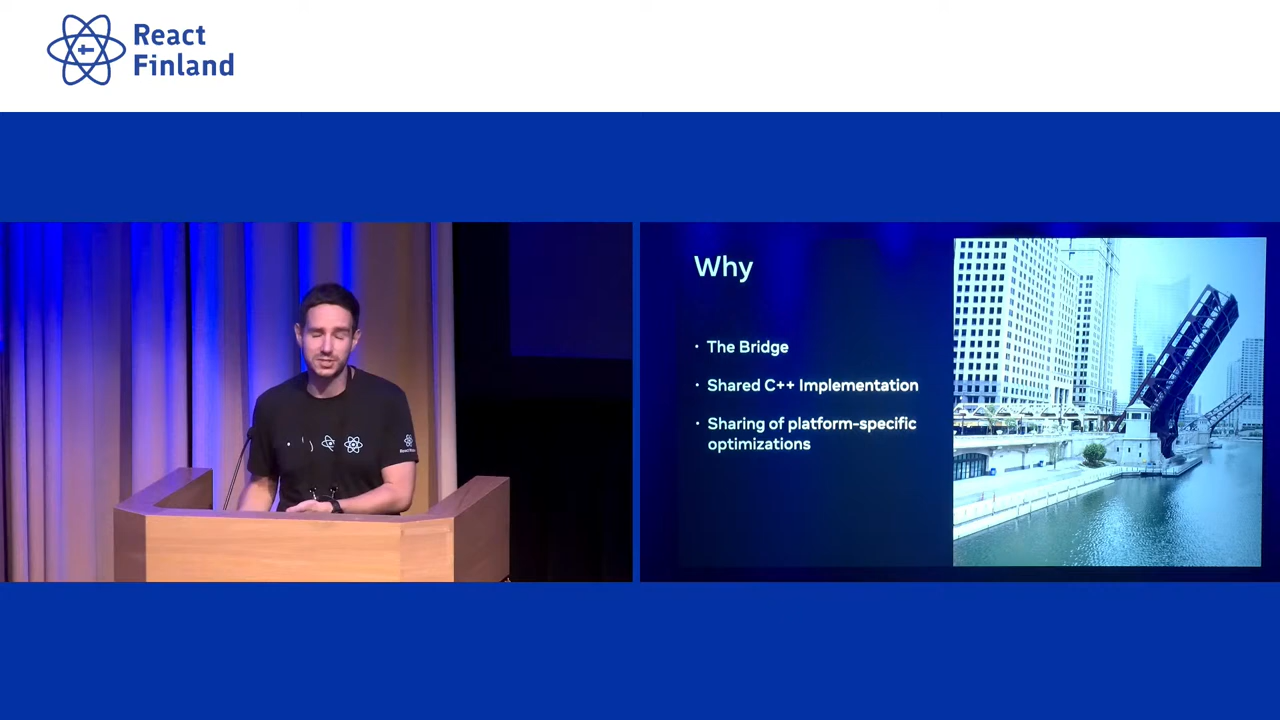 React
Finland
Why
· The Bridge
· Shared C++ Implementation
· Sharing of platform-specific
optimizations